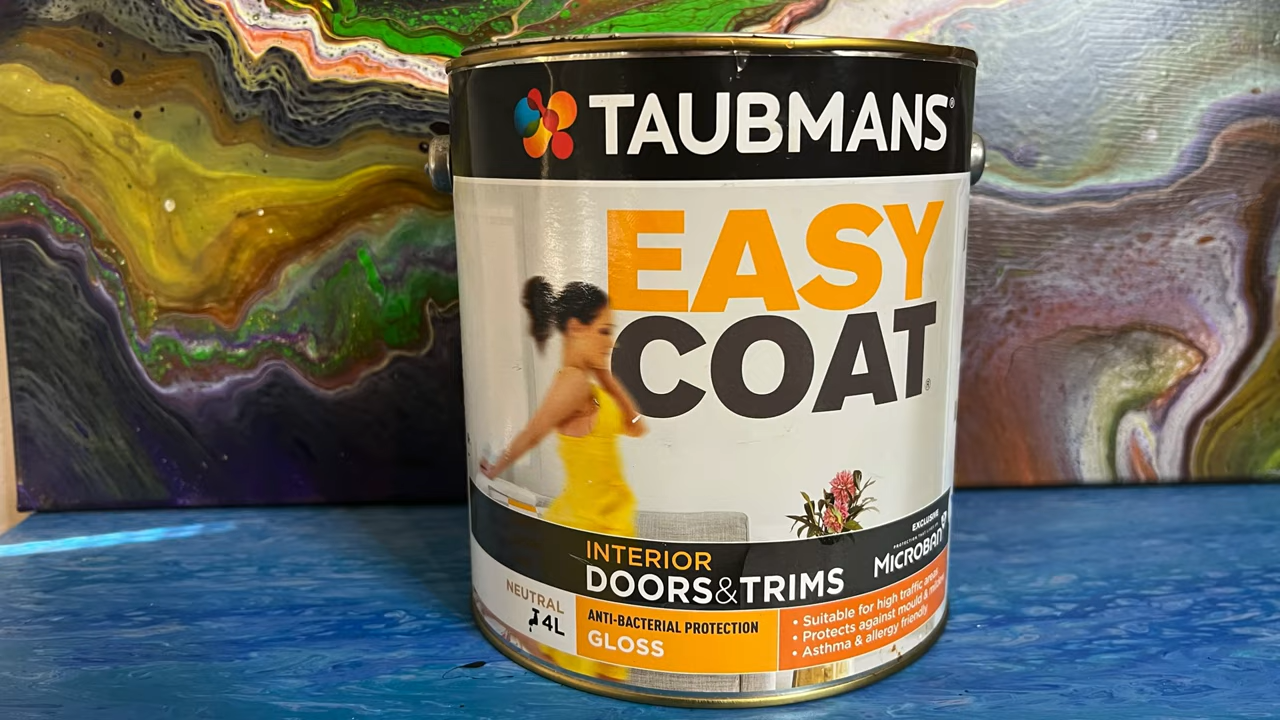 TAUBMANS®
EASY
COAT®
EXCLUSIVE
MICROBAN
INTERIOR
DOORS&TRIMS
NEUTRAL
4L
ANTI-BACTERIAL PROTECTION
GLOSS
• Suitable for high traffic areas
• Protects against mould & mildew
• Asthma & allergy friendly